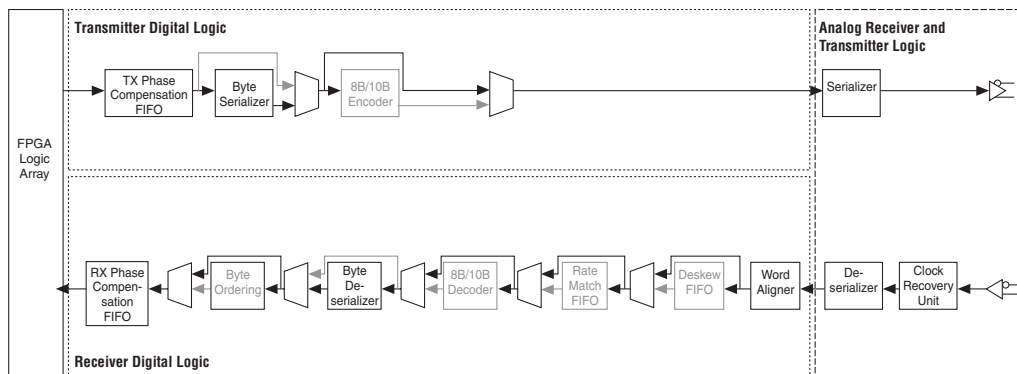 Transmitter Digital Logic
Analog Receiver and
Transmitter Logic
TX Phase
Compensation
FIFO
Byte
Serializer
8B/10B
Encoder
Serializer
FPGA
Logic
Array
RX Phase
Compen-
sation
FIFO
Byte
Ordering
Byte
De-
serializer
8B/10B
Decoder
Rate
Match
FIFO
Deskew
FIFO
Word
Aligner
De-
serializer
Clock
Recovery
Unit
Receiver Digital Logic